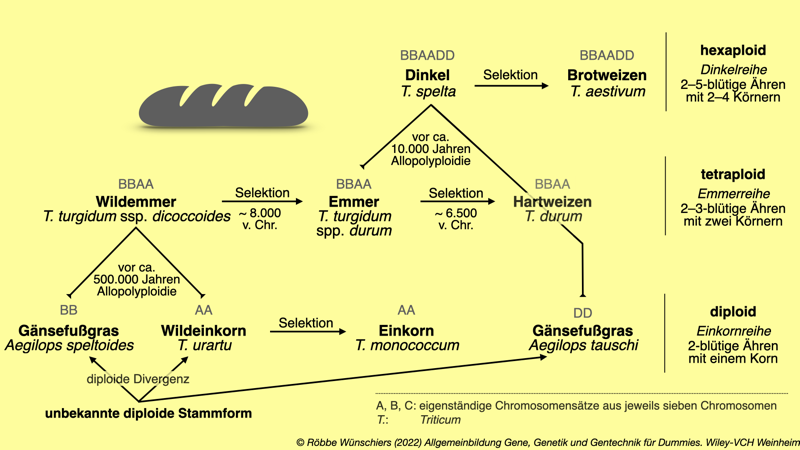 BBAADD
Dinkel
T. spelta
Selektion
BBAADD
Brotweizen
T. aestivum
hexaploid
Dinkelreihe
2–5-blütige Ähren
mit 2–4 Körnern
vor ca.
10.000 Jahren
Allopolyploidie
BBAA
Wildemmer
T. turgidum ssp. dicoccoides
Selektion
~ 8.000
v. Chr.
BBAA
Emmer
T. turgidum
spp. durum
Selektion
~ 6.500
v. Chr.
BBAA
Hartweizen
T. durum
tetraploid
Emmerreihe
2–3-blütige Ähren
mit zwei Körnern
vor ca.
500.000 Jahren
Allopolyploidie
BB
Gänsefußgras
Aegilops speltoides
AA
Wildeinkorn
T. urartu
Selektion
AA
Einkorn
T. monococcum
DD
Gänsefußgras
Aegilops tauschi
diploid
Einkornreihe
2-blütige Ähren
mit einem Korn
diploide Divergenz
unbekannte diploide Stammform
A, B, C: eigenständige Chromosomensätze aus jeweils sieben Chromosomen
T.: Triticum
© Röbbe Wünschiers (2022) Allgemeinbildung Gene, Genetik und Gentechnik für Dummies. Wiley-VCH Weinheim